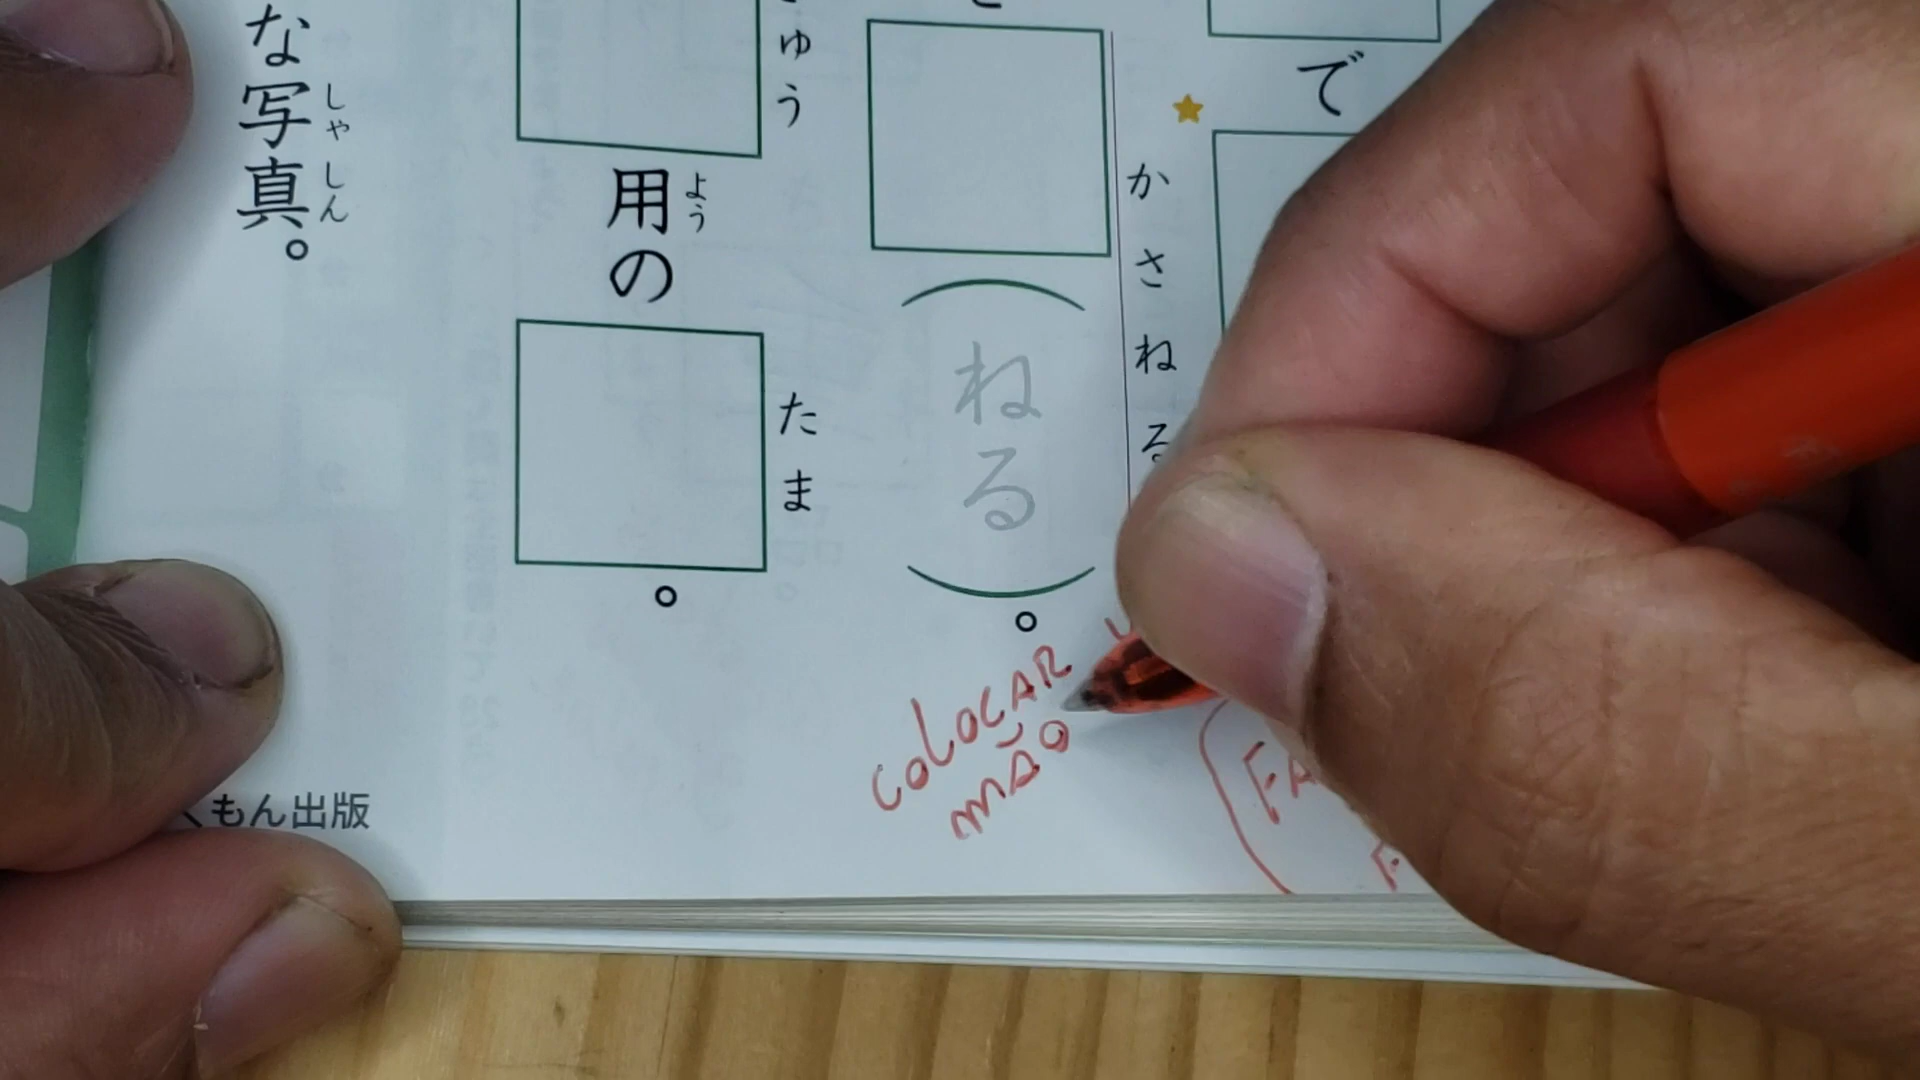 で
かさねる
ねる
。
ゅう
用の
よう
たま
。
な写真。
しゃしん
もん出版
COLOCAR
MÃO